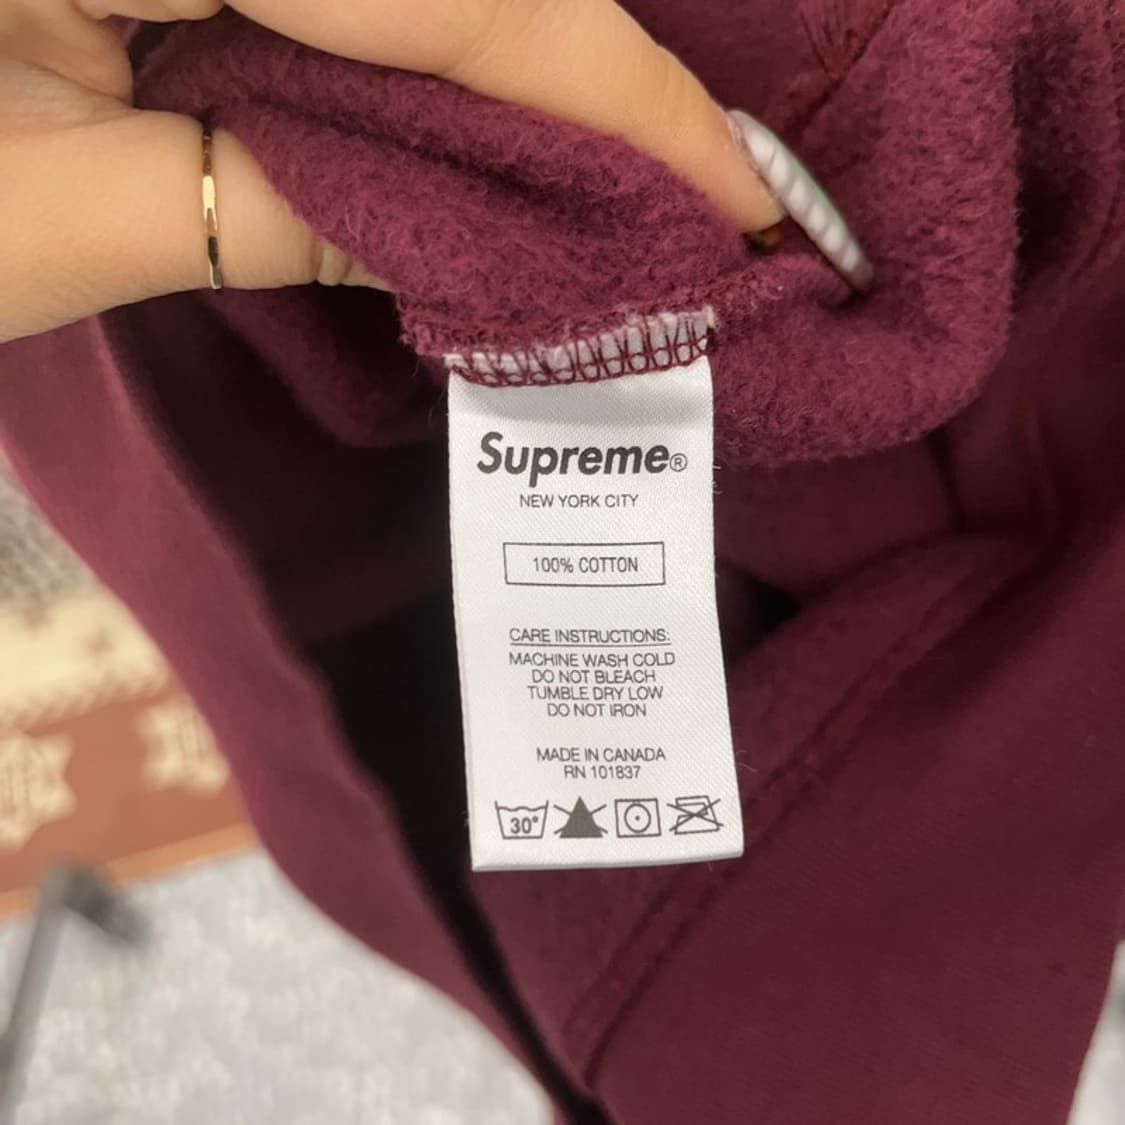 Supreme®
NEW YORK CITY
100% COTTON
CARE INSTRUCTIONS:
MACHINE WASH COLD
DO NOT BLEACH
TUMBLE DRY LOW
DO NOT IRON
MADE IN CANADA
RN 101837
30°